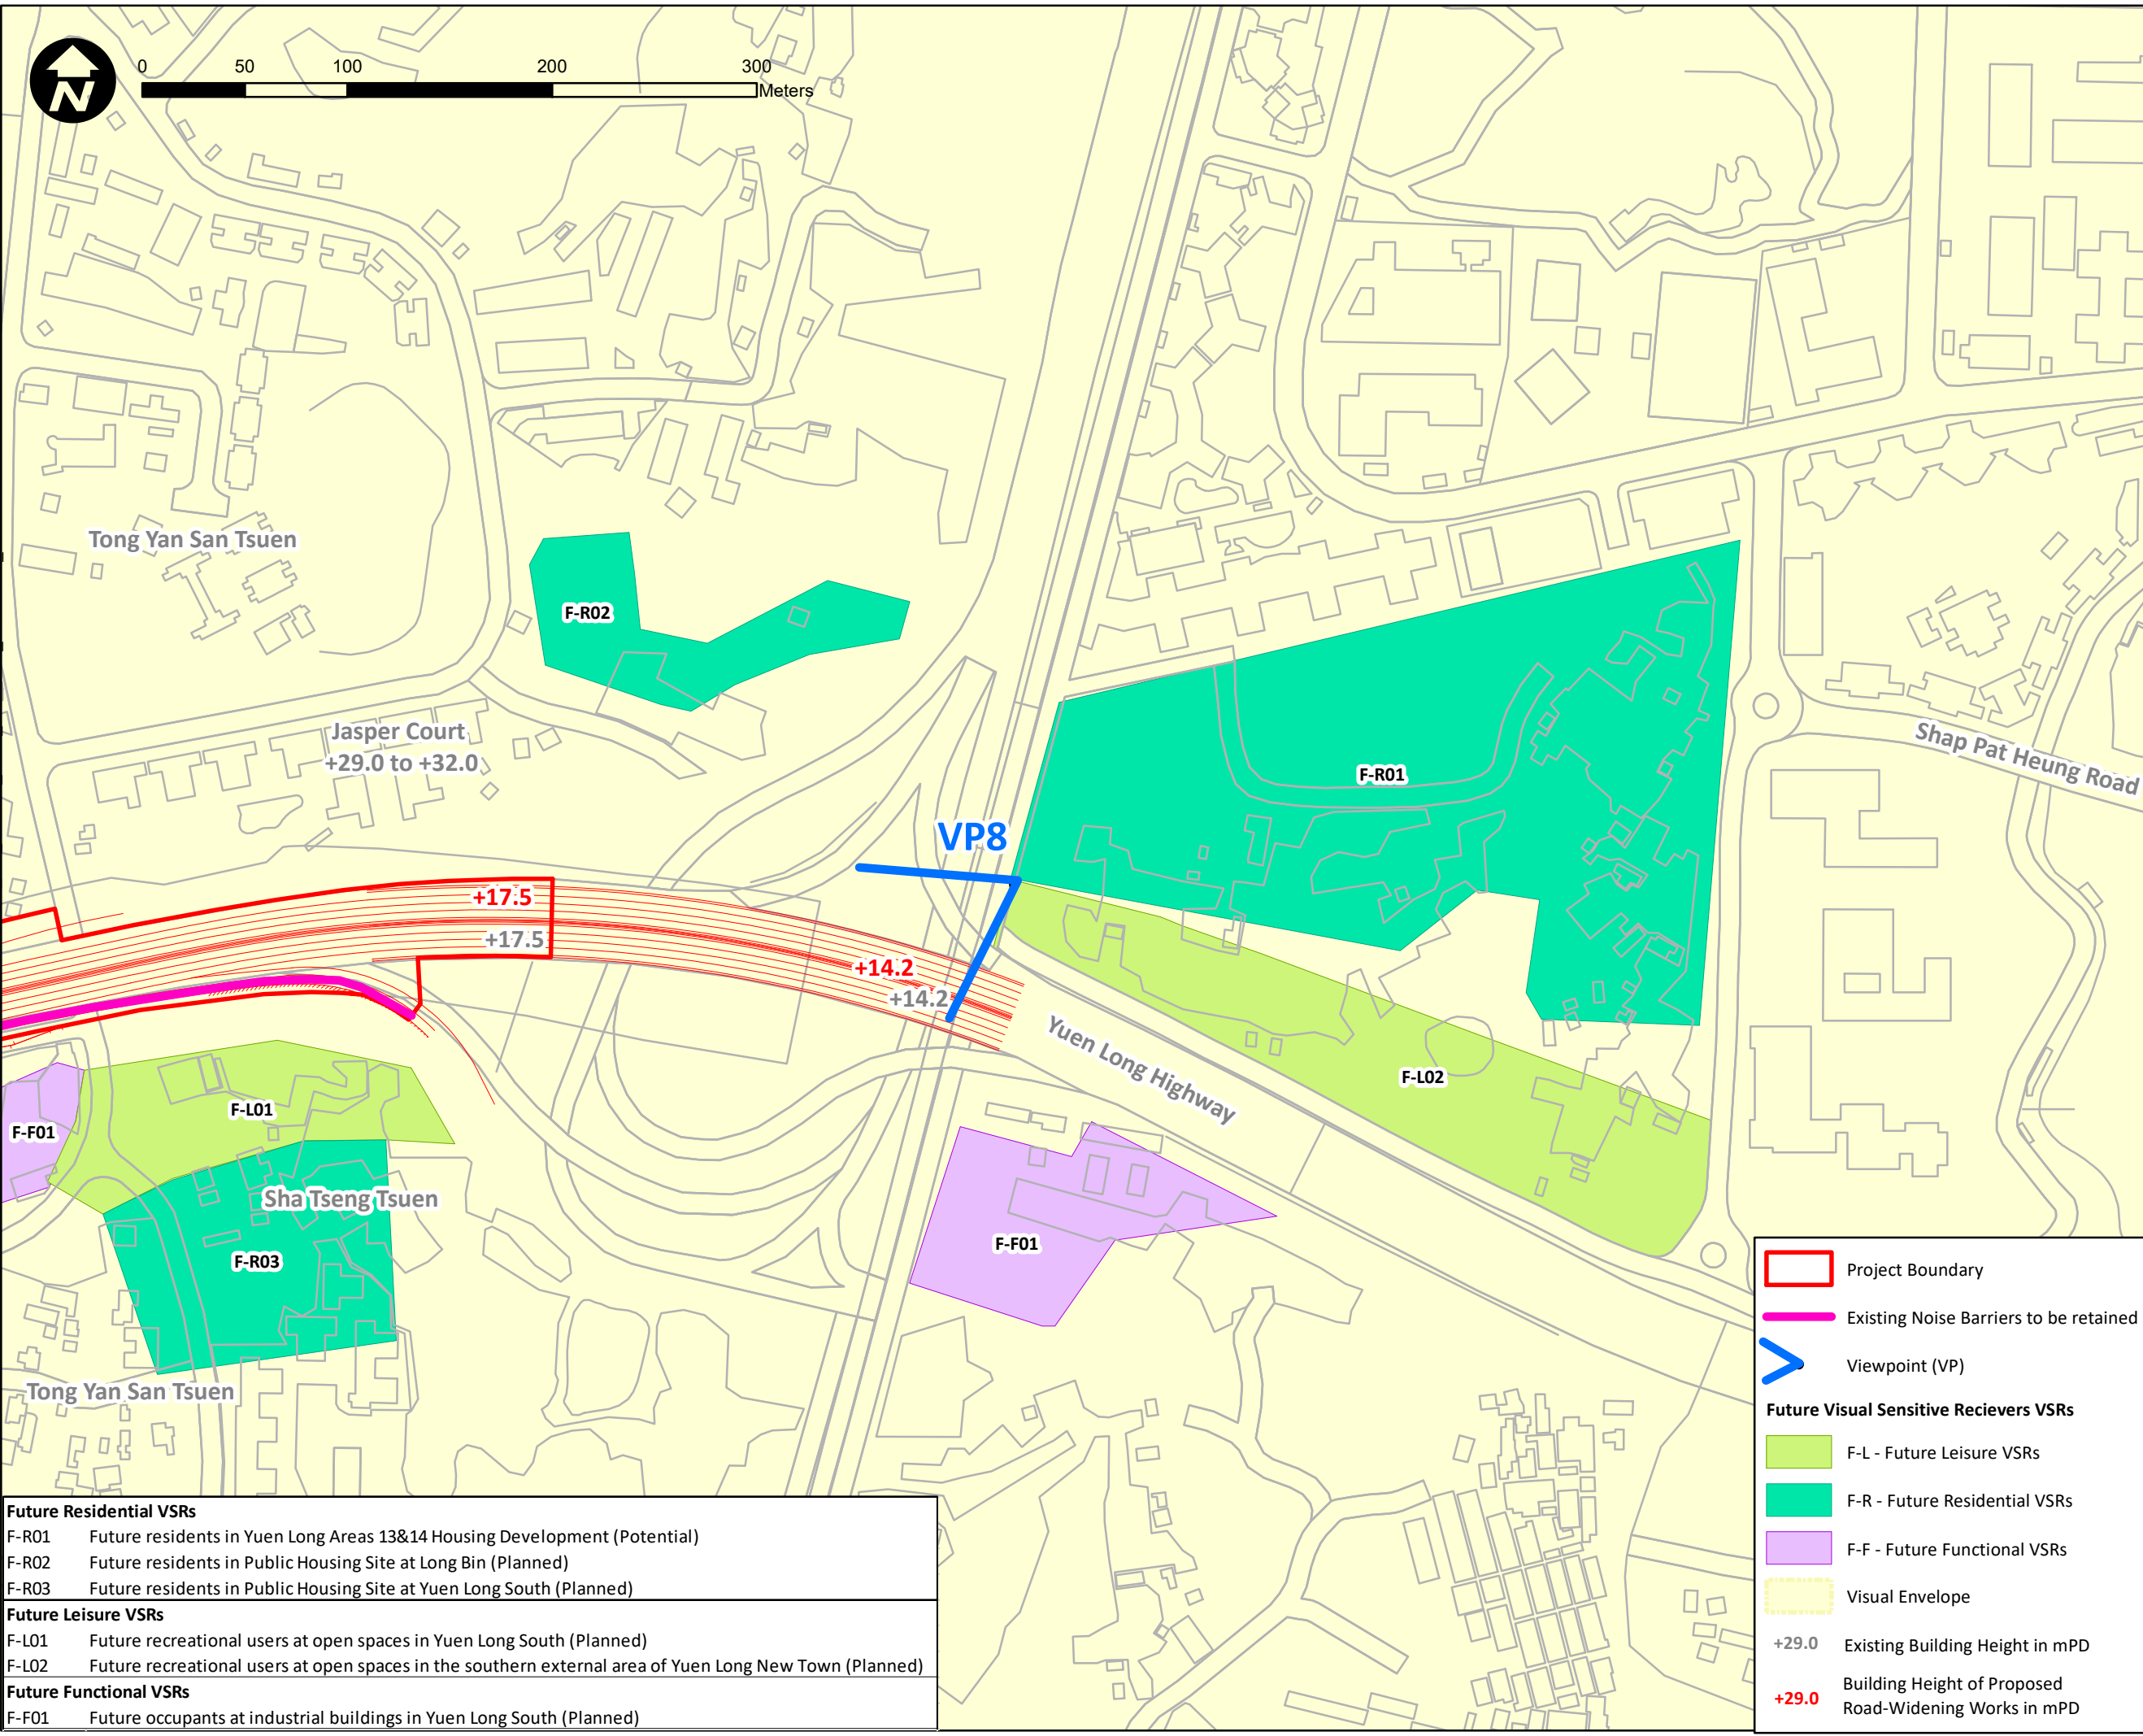 N
0 50 100 200 300
Meters
Tong Yan San Tsuen
F-R02
Jasper Court
+29.0 to +32.0
VP8
F-R01
Shap Pat Heung Road
+17.5
+17.5
+14.2
+14.2
Yuen Long Highway
F-L02
F-L01
F-F01
Sha Tseng Tsuen
F-R03
F-F01
Tong Yan San Tsuen
Project Boundary
Existing Noise Barriers to be retained
Viewpoint (VP)
Future Visual Sensitive Recievers VSRs
F-L - Future Leisure VSRs
F-R - Future Residential VSRs
F-F - Future Functional VSRs
Visual Envelope
+29.0 Existing Building Height in mPD
+29.0 Building Height of Proposed
Road-Widening Works in mPD
Future Residential VSRs
F-R01 Future residents in Yuen Long Areas 13&14 Housing Development (Potential)
F-R02 Future residents in Public Housing Site at Long Bin (Planned)
F-R03 Future residents in Public Housing Site at Yuen Long South (Planned)
Future Leisure VSRs
F-L01 Future recreational users at open spaces in Yuen Long South (Planned)
F-L02 Future recreational users at open spaces in the southern external area of Yuen Long New Town (Planned)
Future Functional VSRs
F-F01 Future occupants at industrial buildings in Yuen Long South (Planned)